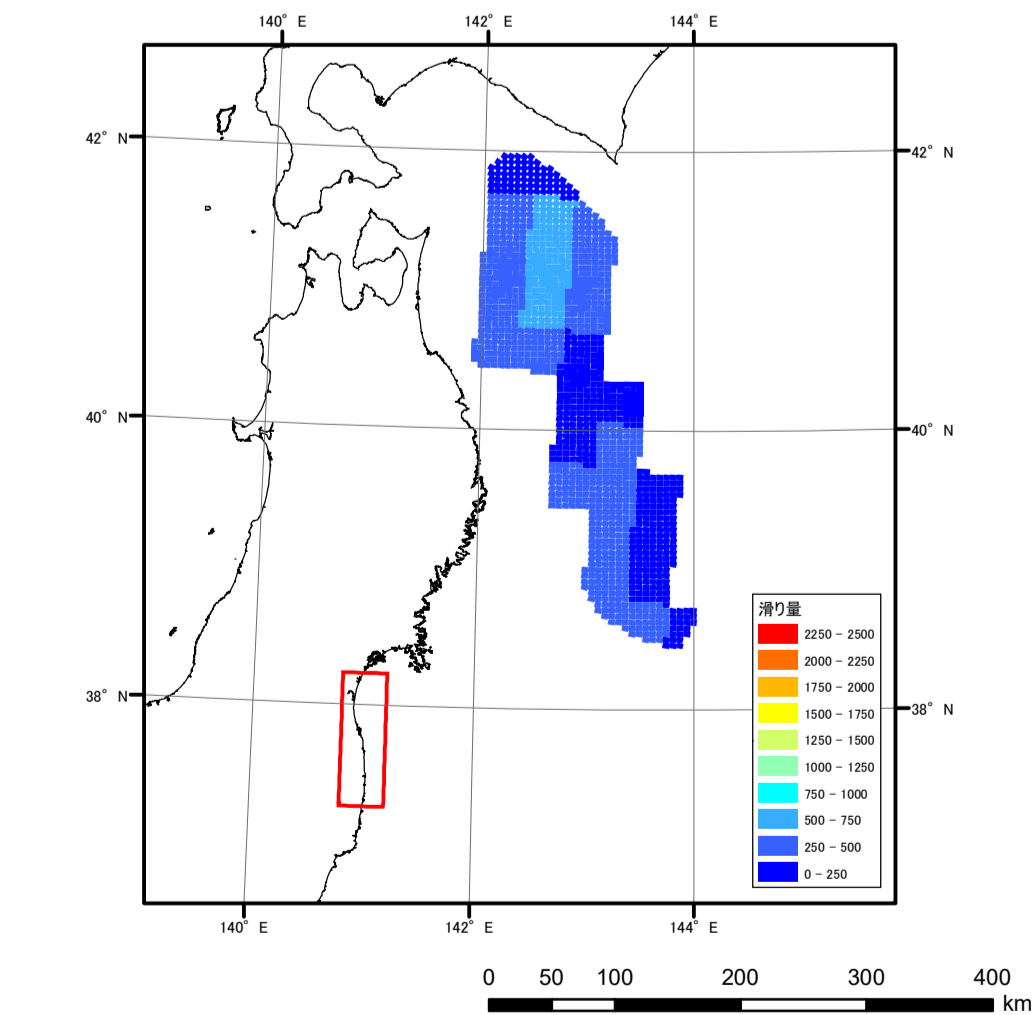 140° E 142° E 144° E
42° N 42° N
40° N 40° N
38° N 38° N
滑り量
2250 - 2500
2000 - 2250
1750 - 2000
1500 - 1750
1250 - 1500
1000 - 1250
750 - 1000
500 - 750
250 - 500
0 - 250
140° E 142° E 144° E
0 50 100 200 300 400
km